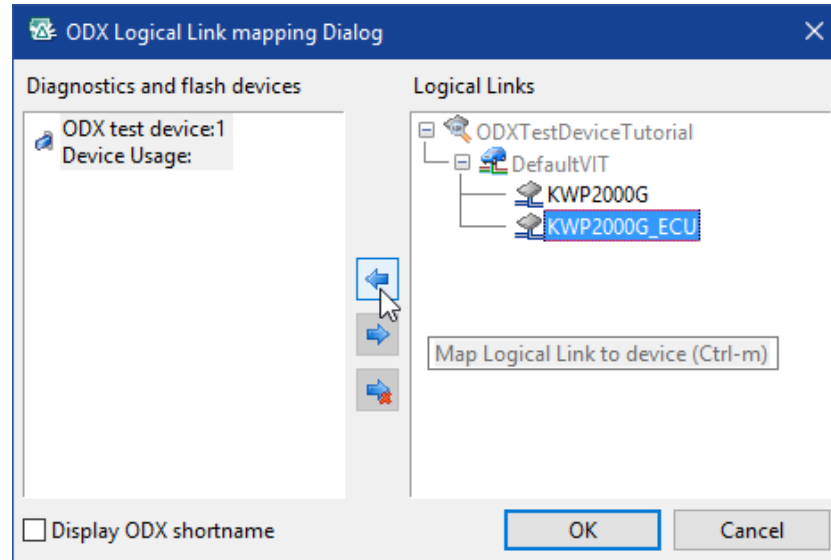 ODX Logical Link mapping Dialog
Diagnostics and flash devices
ODX test device:1
Device Usage:
Logical Links
ODXTestDeviceTutorial
DefaultVIT
KWP2000G
KWP2000G_ECU
Map Logical Link to device (Ctrl-m)
Display ODX shortname
OK
Cancel